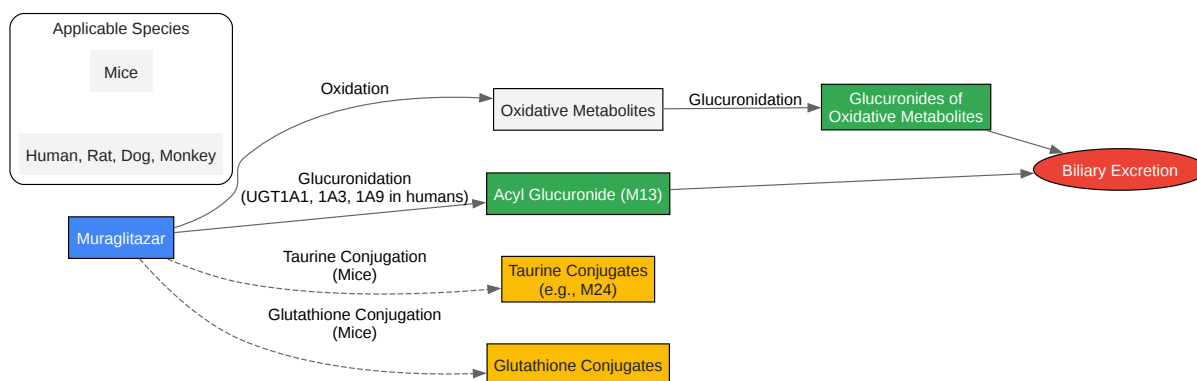 Applicable Species
Mice
Human, Rat, Dog, Monkey
Oxidation
Oxidative Metabolites
Glucuronidation
Glucuronides of
Oxidative Metabolites
Biliary Excretion
Glucuronidation
(UGT1A1, 1A3, 1A9 in humans)
Acyl Glucuronide (M13)
Muraglitazar
Taurine Conjugation
(Mice)
Taurine Conjugates
(e.g., M24)
Glutathione Conjugation
(Mice)
Glutathione Conjugates